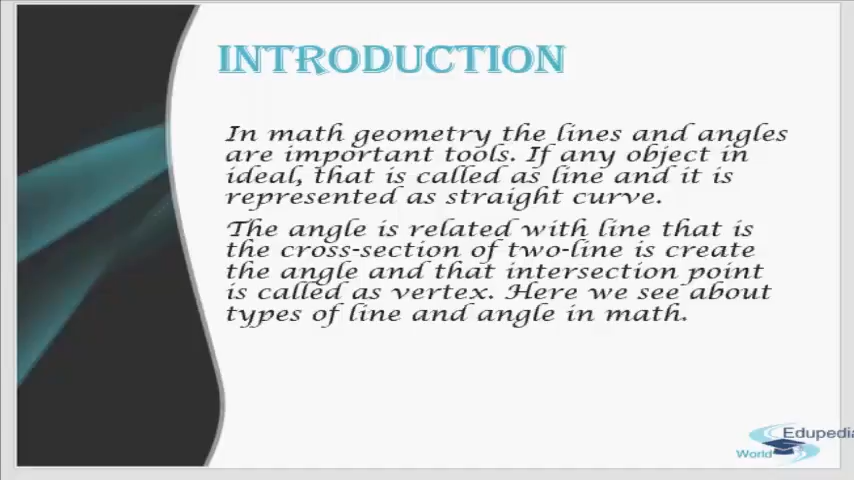 INTRODUCTION
In math geometry the lines and angles
are important tools. If any object in
ideal, that is called as line and it is
represented as straight curve.
The angle is related with line that is
the cross-section of two-line is create
the angle and that intersection point
is called as vertex. Here we see about
types of line and angle in math.
Edupedia
World